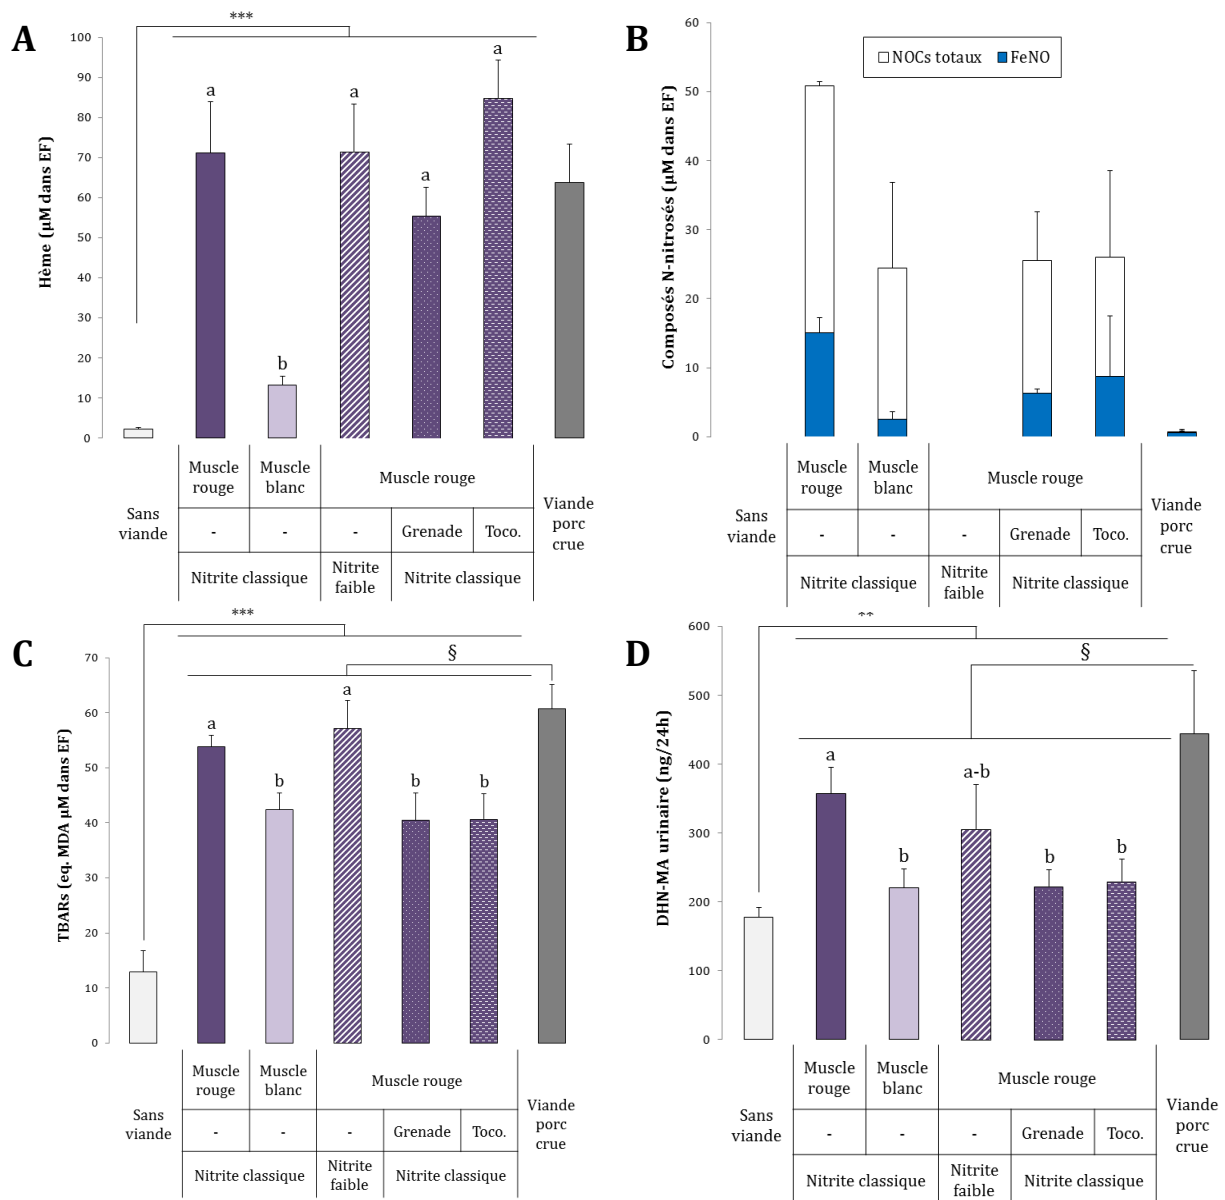 A
***
Hème (µM dans EF)
100
90
80
70
60
50
40
30
20
10
0
a
b
a
a
a
Sans viande
Muscle rouge
Muscle blanc
Muscle rouge
Viande porc crue
-
-
-
Grenade
Toco.
Nitrite classique
Nitrite faible
Nitrite classique
B
Composés N-nitrosés (µM dans EF)
60
50
40
30
20
10
0
NOCs totaux
FeNO
Sans viande
Muscle rouge
Muscle blanc
Muscle rouge
Viande porc crue
-
-
-
Grenade
Toco.
Nitrite classique
Nitrite faible
Nitrite classique
C
***
§
TBARs (eq. MDA µM dans EF)
70
60
50
40
30
20
10
0
a
b
a
b
b
Sans viande
Muscle rouge
Muscle blanc
Muscle rouge
Viande porc crue
-
-
-
Grenade
Toco.
Nitrite classique
Nitrite faible
Nitrite classique
D
**
§
DHN-MA urinaire (ng/24h)
600
500
400
300
200
100
0
a
b
a-b
b
b
Sans viande
Muscle rouge
Muscle blanc
Muscle rouge
Viande porc crue
-
-
-
Grenade
Toco.
Nitrite classique
Nitrite faible
Nitrite classique